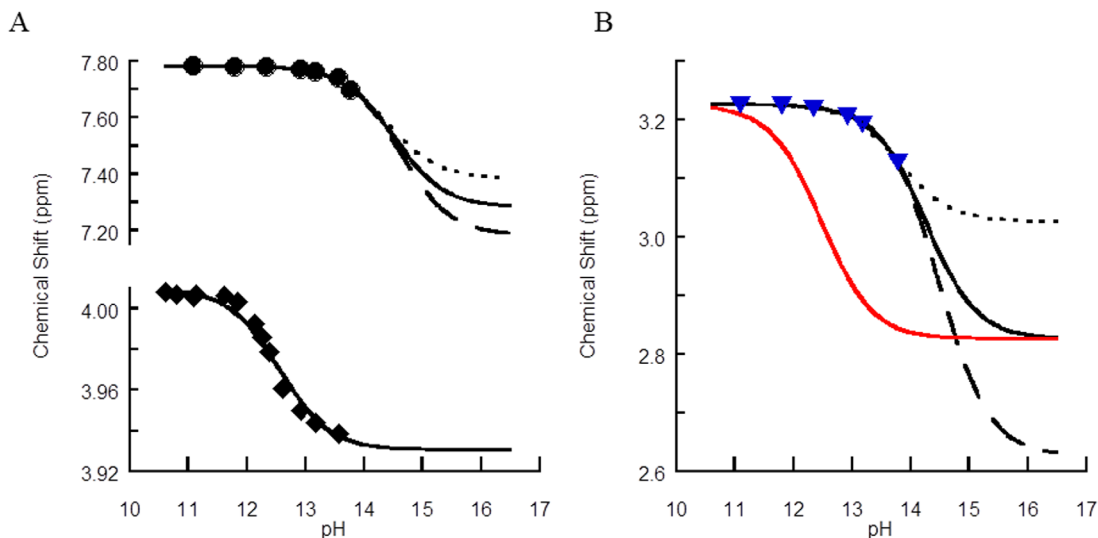 A
B
Chemical Shift (ppm)
7.80
7.60
7.40
7.20
4.00
3.96
3.92
10 11 12 13 14 15 16 17
pH
Chemical Shift (ppm)
3.2
3.0
2.8
2.6
10 11 12 13 14 15 16 17
pH